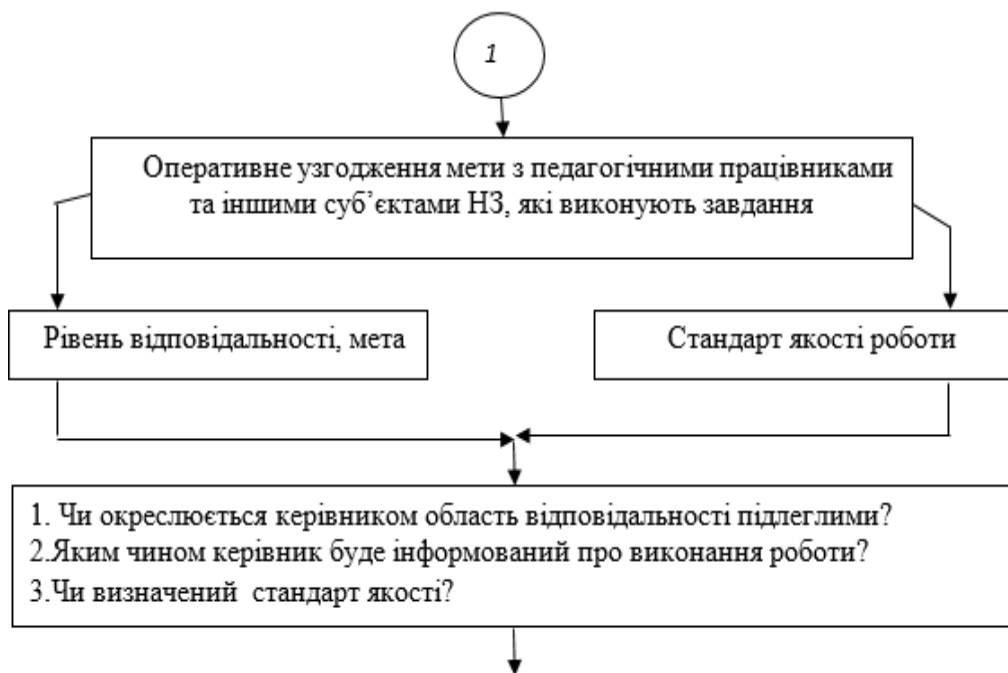 1
Оперативне узгодження мети з педагогічними працівниками
та іншими суб’єктами НЗ, які виконують завдання
Рівень відповідальності, мета
Стандарт якості роботи
1. Чи окреслюється керівником область відповідальності підлеглими?
2.Яким чином керівник буде інформований про виконання роботи?
3.Чи визначений стандарт якості?